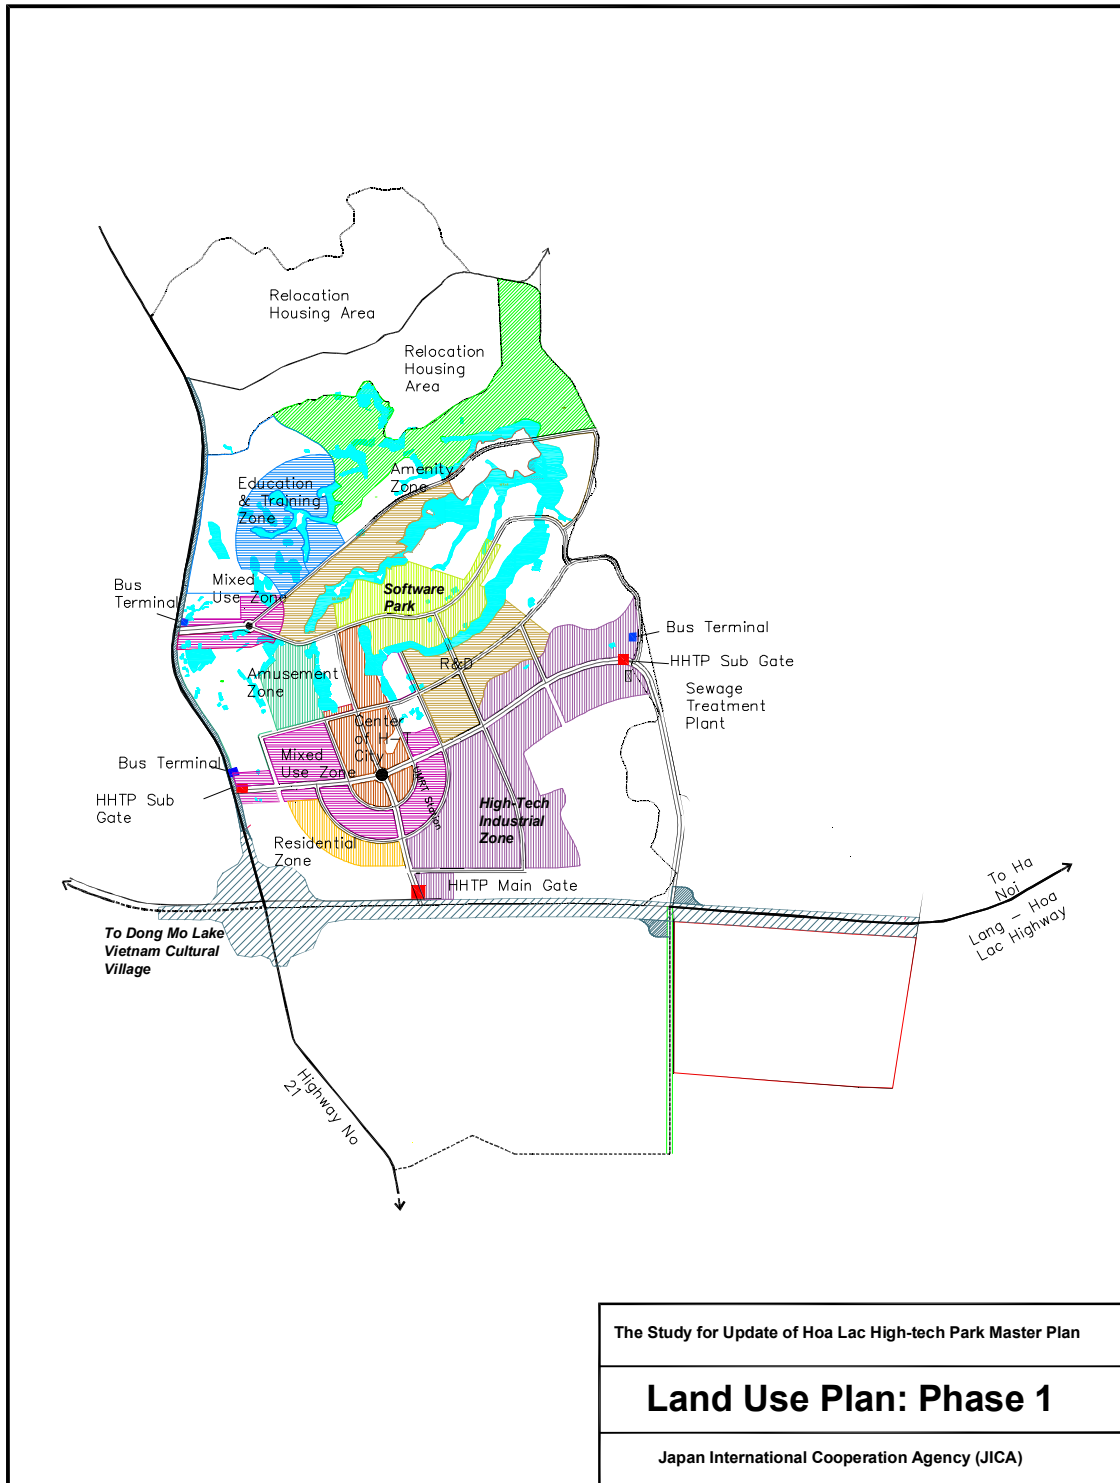 Relocation
Housing Area
Relocation
Housing
Area
Amenity
Zone
Education
& Training
Zone
Mixed
Use Zone
Bus
Terminal
Software
Park
Bus Terminal
HHTP Sub Gate
R&D
Amusement
Zone
Sewage
Treatment
Plant
Center
of H-T
City
Mixed
Use Zone
Bus Terminal
HHTP Sub
Gate
UMRT Station
High-Tech
Industrial
Zone
Residential
Zone
HHTP Main Gate
To Ha
Noi
Lang - Hoa
Lac Highway
To Dong Mo Lake
Vietnam Cultural
Village
Highway No
21
The Study for Update of Hoa Lac High-tech Park Master Plan
Land Use Plan: Phase 1
Japan International Cooperation Agency (JICA)